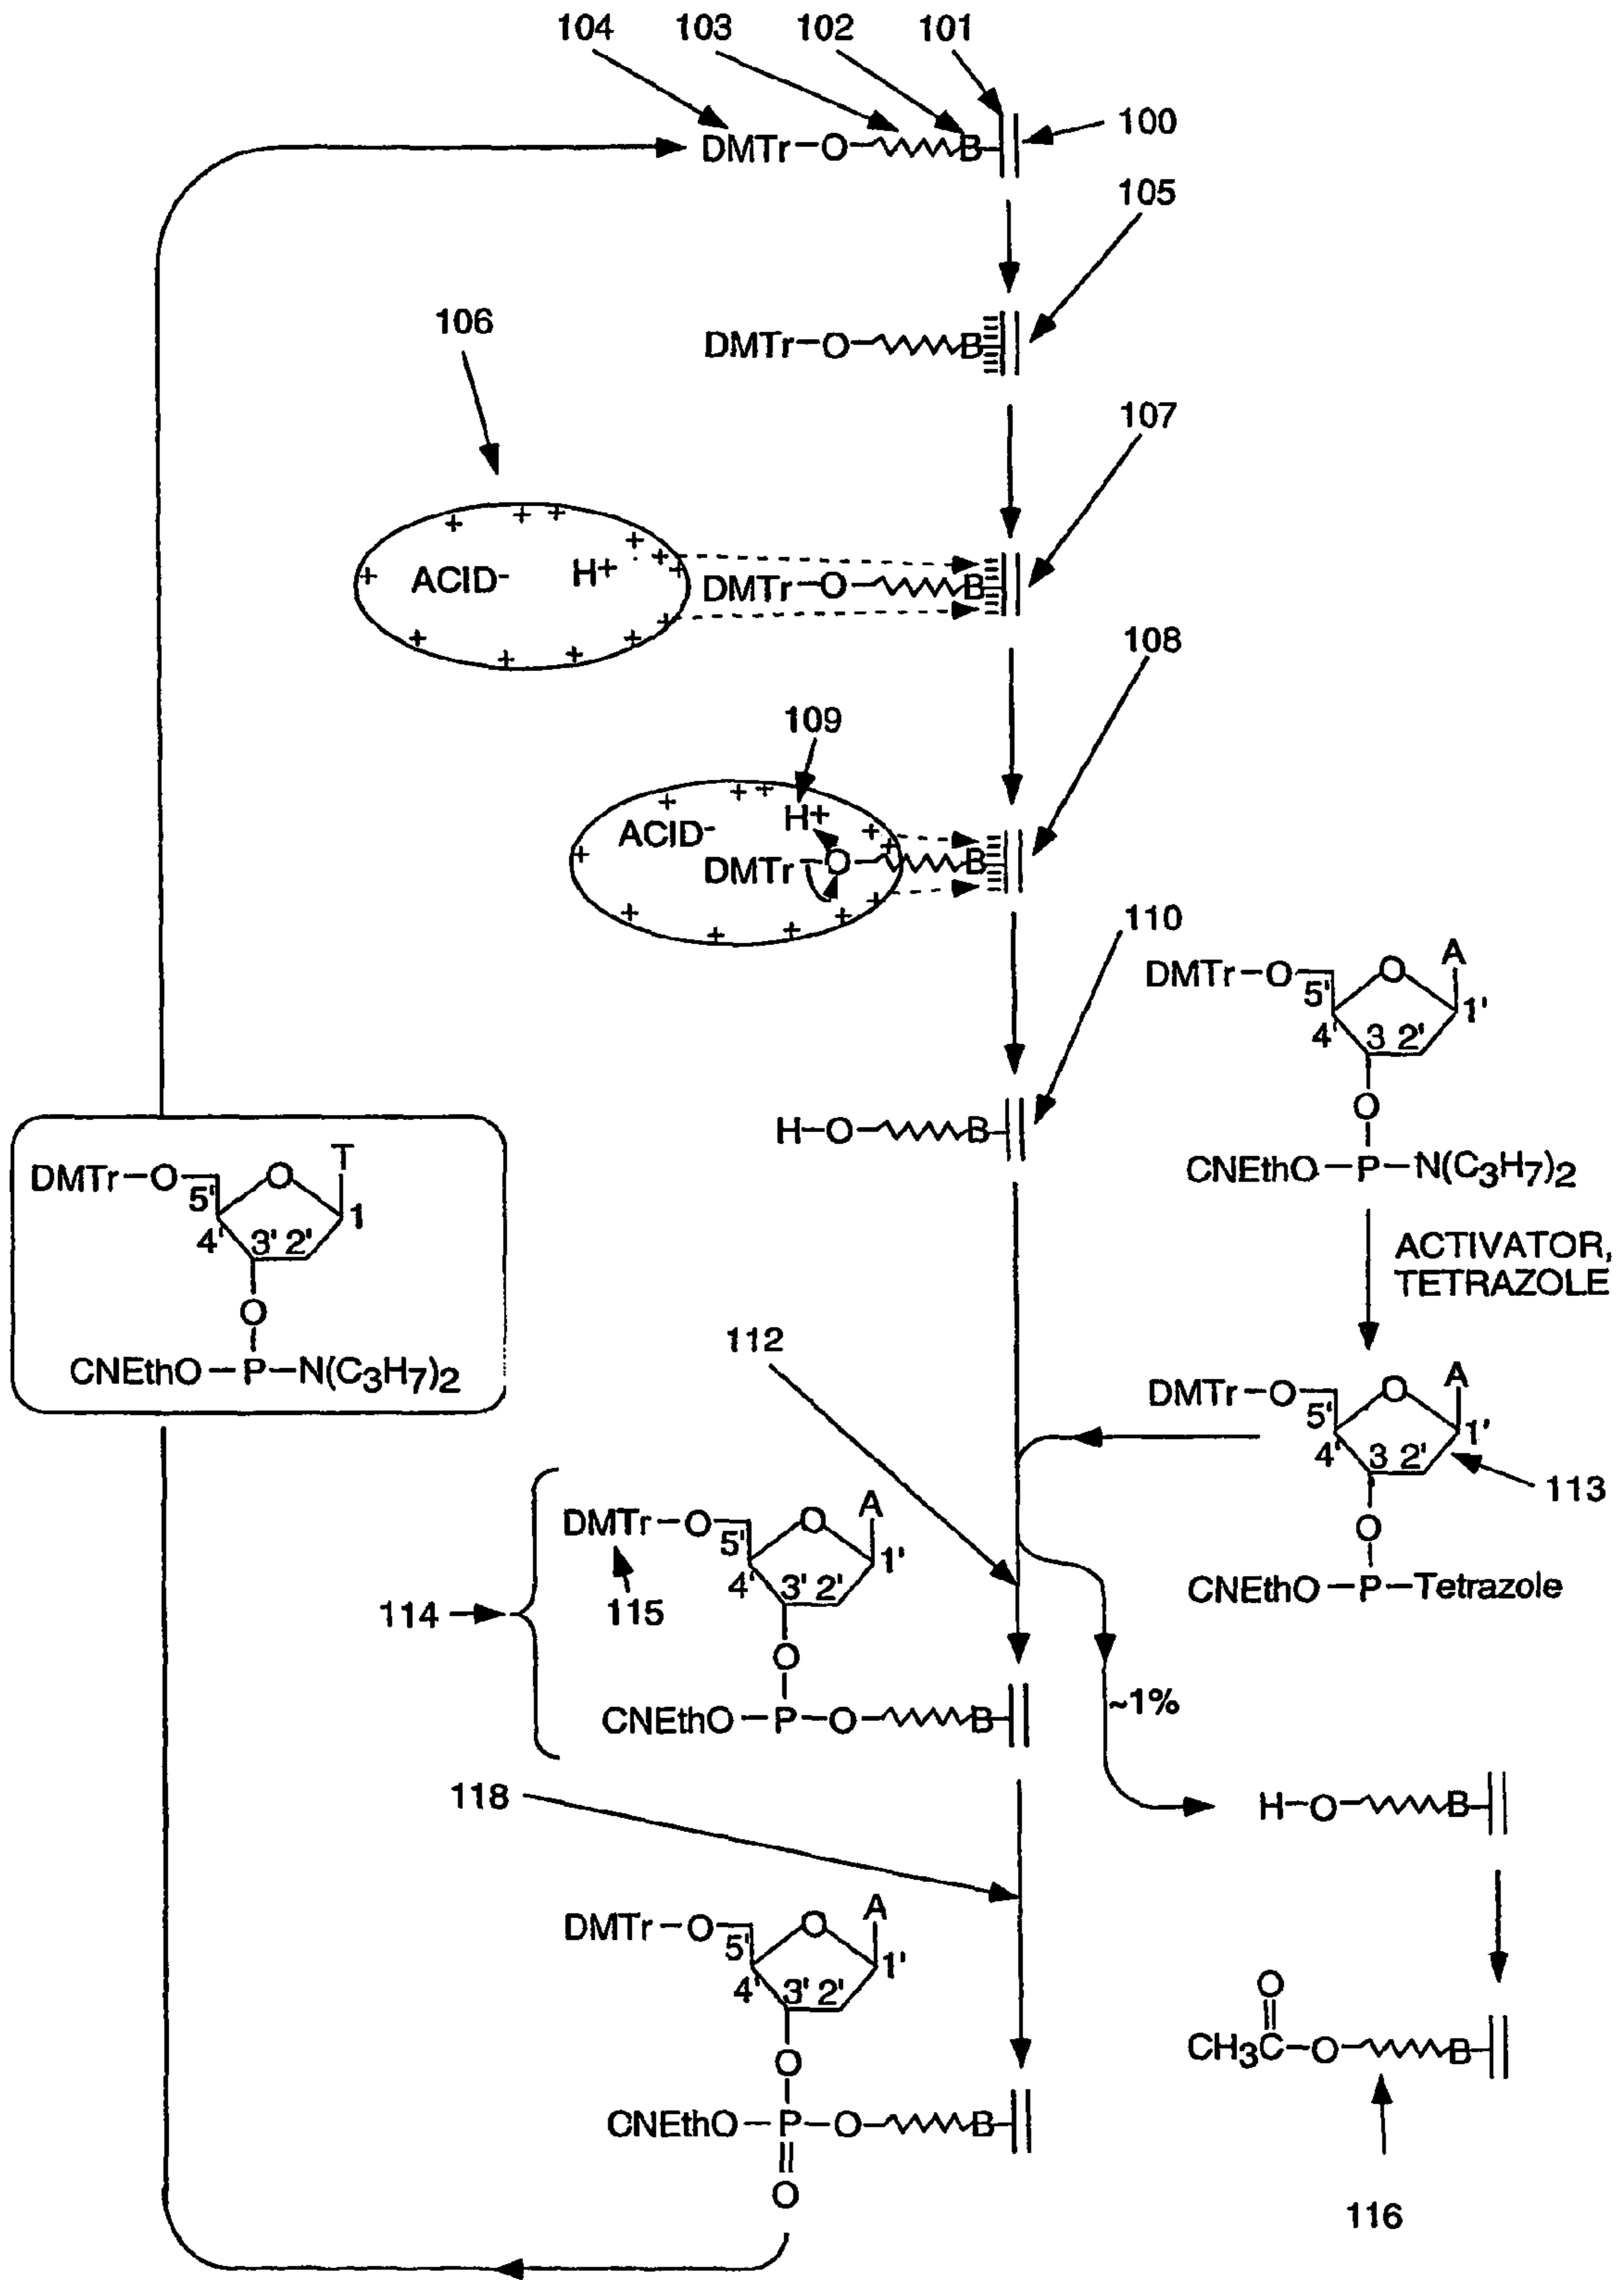 104 103 102 101
DMTr-O-B
100
105
DMTr-O-B
106
107
ACID- H+
DMTr-O-B
108
109
H+
ACID-
DMTr-O-B
110
H-O-B
DMTr-O 5' O A
4' 3 2' 1'
O
CNEthO-P-N(C3H7)2
ACTIVATOR,
TETRAZOLE
DMTr-O 5' O T
4' 3' 2' 1
O
CNEthO-P-N(C3H7)2
112
DMTr-O 5' O A
4' 3 2' 1'
113
O
CNEthO-P-Tetrazole
114
DMTr-O 5' O A
4' 3' 2' 1'
115
O
CNEthO-P-O-B
~1%
118
H-O-B
DMTr-O 5' O A
4' 3' 2' 1'
O
CNEthO-P-O-B
O
O
CH3C-O-B
116